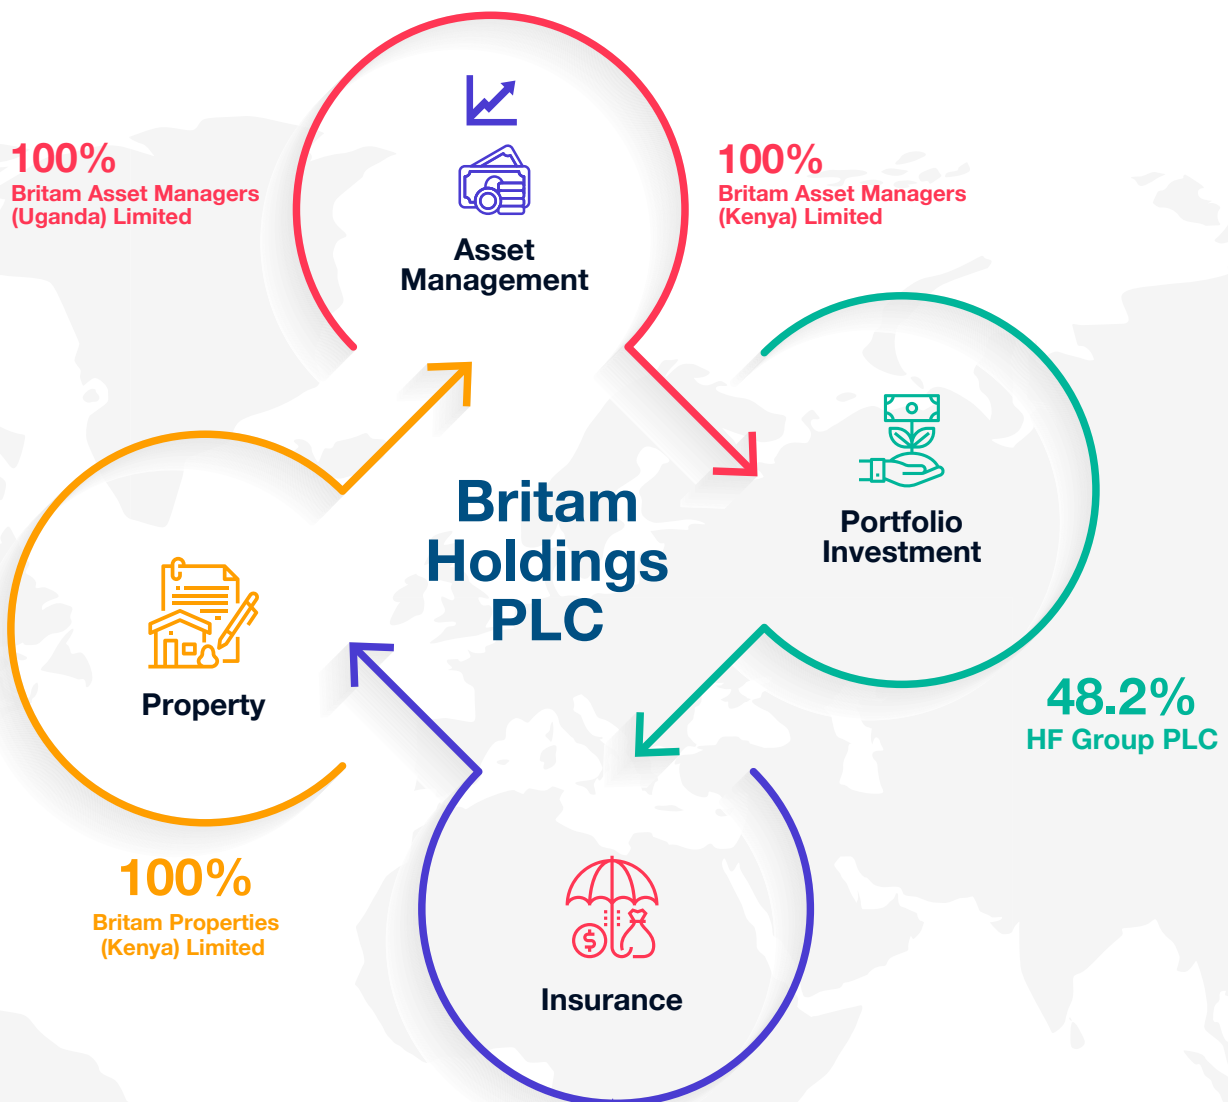 100%
Britam Asset Managers
(Uganda) Limited
Asset
Management
100%
Britam Asset Managers
(Kenya) Limited
Portfolio
Investment
48.2%
HF Group PLC
Britam
Holdings
PLC
Property
100%
Britam Properties
(Kenya) Limited
$
Insurance